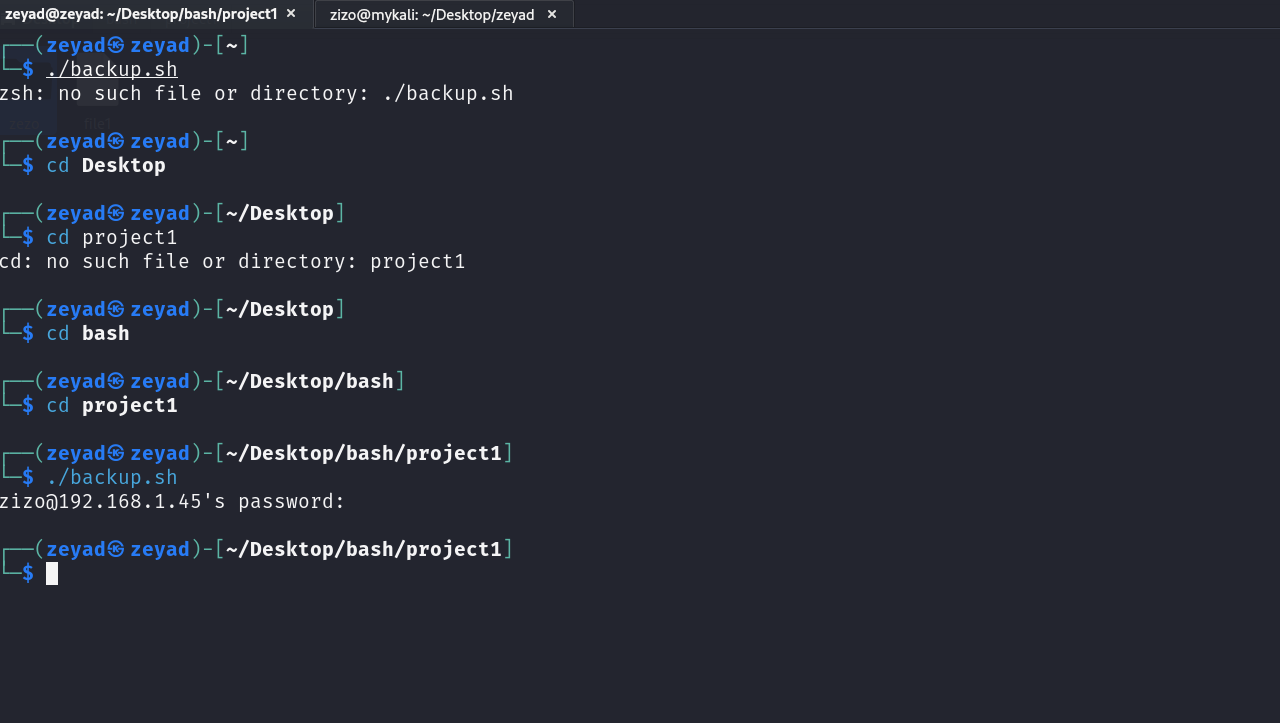 zeyad@zeyad: ~/Desktop/bash/project1 × zizo@mykali: ~/Desktop/zeyad ×
┌──(zeyad㉿zeyad)-[~]
└─$ ./backup.sh
zsh: no such file or directory: ./backup.sh
┌──(zeyad㉿zeyad)-[~]
└─$ cd Desktop
┌──(zeyad㉿zeyad)-[~/Desktop]
└─$ cd project1
cd: no such file or directory: project1
┌──(zeyad㉿zeyad)-[~/Desktop]
└─$ cd bash
┌──(zeyad㉿zeyad)-[~/Desktop/bash]
└─$ cd project1
┌──(zeyad㉿zeyad)-[~/Desktop/bash/project1]
└─$ ./backup.sh
zizo@192.168.1.45's password:
┌──(zeyad㉿zeyad)-[~/Desktop/bash/project1]
└─$